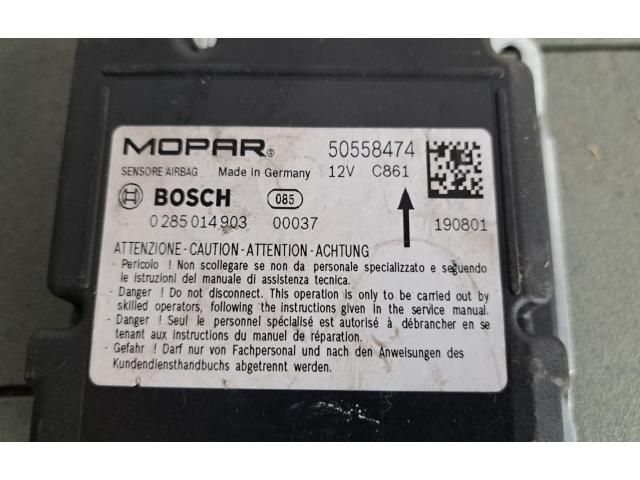 MOPAR® 50558474
SENSORE AIRBAG Made in Germany 12V C861
BOSCH 085
0 285 014 903 00037 190801
ATTENZIONE-CAUTION-ATTENTION-ACHTUNG
- Pericolo ! Non scollegare se non da personale specializzato e seguendo
le istruzioni del manuale di assistenza tecnica.
- Danger ! Do not disconnect. This operation is only to be carried out by
skilled operators, following the instructions given in the service manual.
- Danger ! Seul le personnel spécialisé est autorisé à débrancher en se
tenant aux instructions du manuel de réparation.
- Gefahr ! Darf nur von Fachpersonal und nach den Anweisungen des
Kundendiensthandbuchs abgetrennt werden.